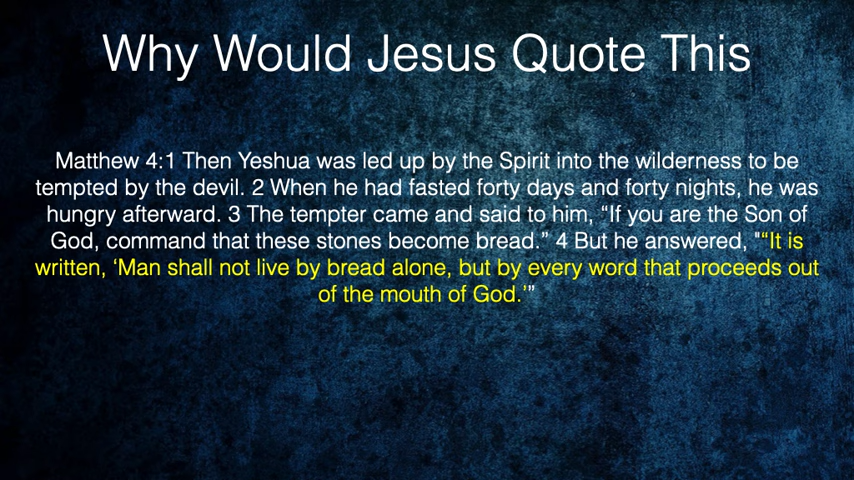 Why Would Jesus Quote This
Matthew 4:1 Then Yeshua was led up by the Spirit into the wilderness to be
tempted by the devil. 2 When he had fasted forty days and forty nights, he was
hungry afterward. 3 The tempter came and said to him, “If you are the Son of
God, command that these stones become bread.” 4 But he answered, "“It is
written, ‘Man shall not live by bread alone, but by every word that proceeds out
of the mouth of God.’”